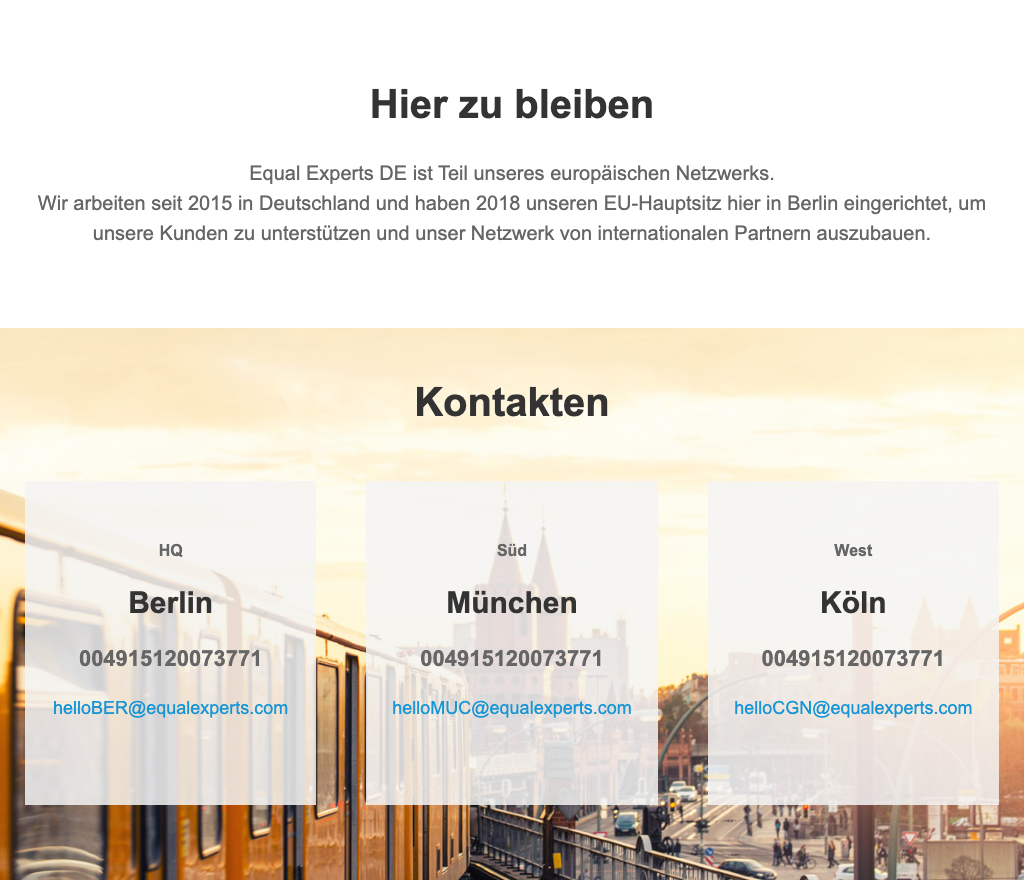 Hier zu bleiben
Equal Experts DE ist Teil unseres europäischen Netzwerks.
Wir arbeiten seit 2015 in Deutschland und haben 2018 unseren EU-Hauptsitz hier in Berlin eingerichtet, um
unsere Kunden zu unterstützen und unser Netzwerk von internationalen Partnern auszubauen.
Kontakten
HQ
Berlin
004915120073771
helloBER@equalexperts.com
Süd
München
004915120073771
helloMUC@equalexperts.com
West
Köln
004915120073771
helloCGN@equalexperts.com